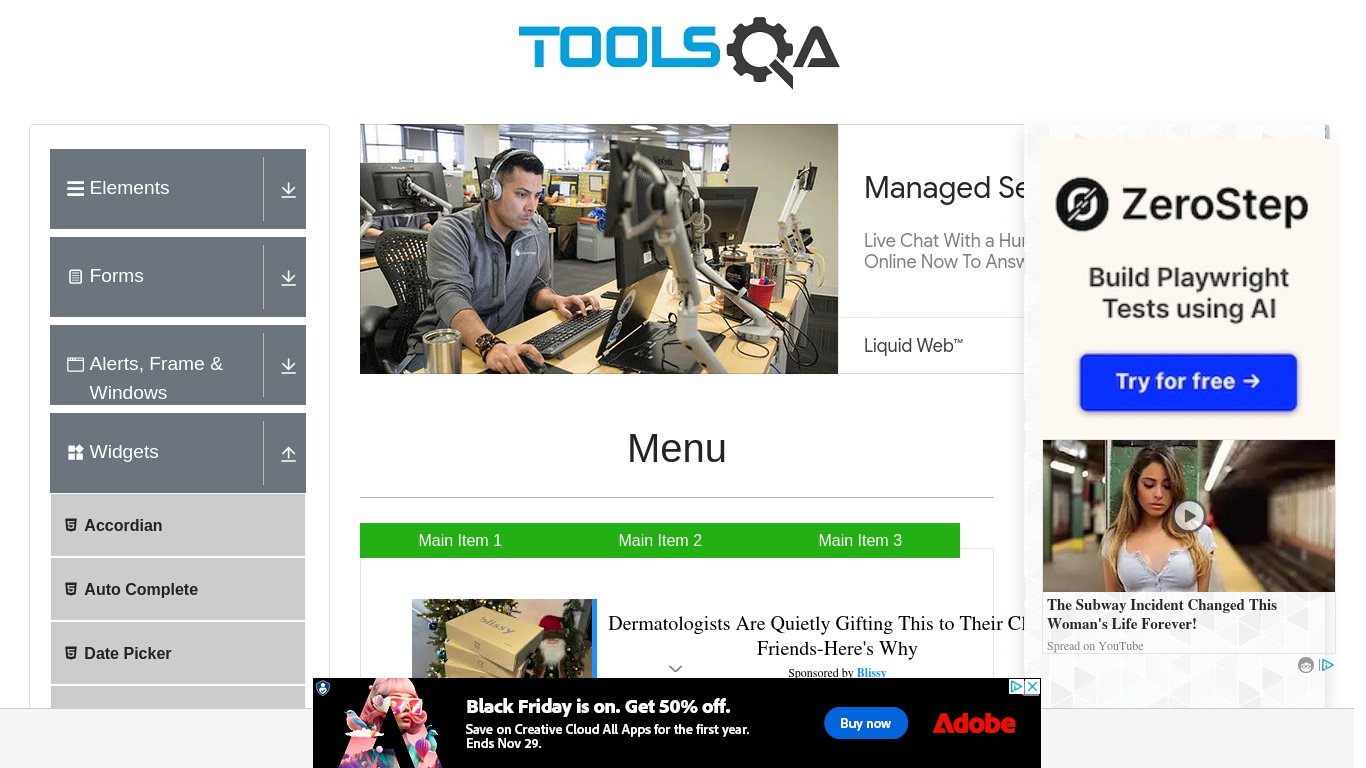 TOOLSQA
Elements
Forms
Alerts, Frame &
Windows
Widgets
Accordian
Auto Complete
Date Picker
Managed Se
Live Chat With a Hu
Online Now To Answ
Liquid Web™
Menu
Main Item 1
Main Item 2
Main Item 3
blissy
Dermatologists Are Quietly Gifting This to Their Cl
Friends-Here's Why
Sponsored by Blissy
ZeroStep
Build Playwright
Tests using AI
Try for free →
The Subway Incident Changed This
Woman's Life Forever!
Spread on YouTube
Black Friday is on. Get 50% off.
Save on Creative Cloud All Apps for the first year.
Ends Nov 29.
Buy now
Adobe